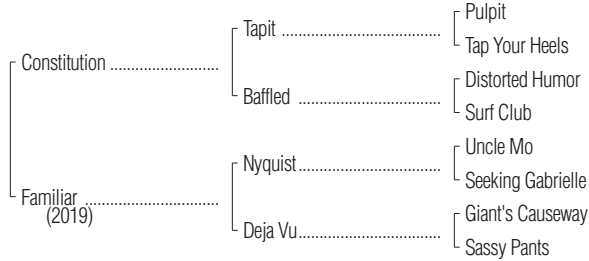 Pulpit
Tapit ..........................................
Tap Your Heels
Constitution ............................
Distorted Humor
Baffled .....................................
Surf Club
Uncle Mo
Nyquist.....................................
Seeking Gabrielle
Familiar ...................................
(2019)
Giant's Causeway
Deja Vu.....................................
Sassy Pants